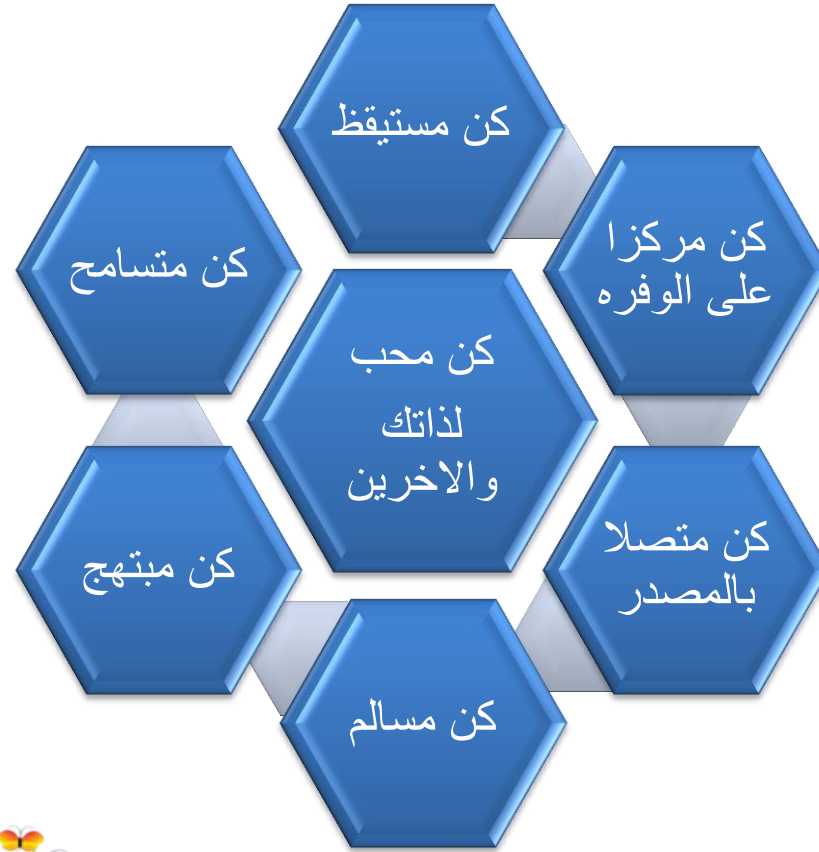 كن مستيقظ
كن مركزا
على الوفره
كن متصلا
بالمصدر
كن مسالم
كن مبتهج
كن متسامح
كن محب
لذاتك
والاخرين